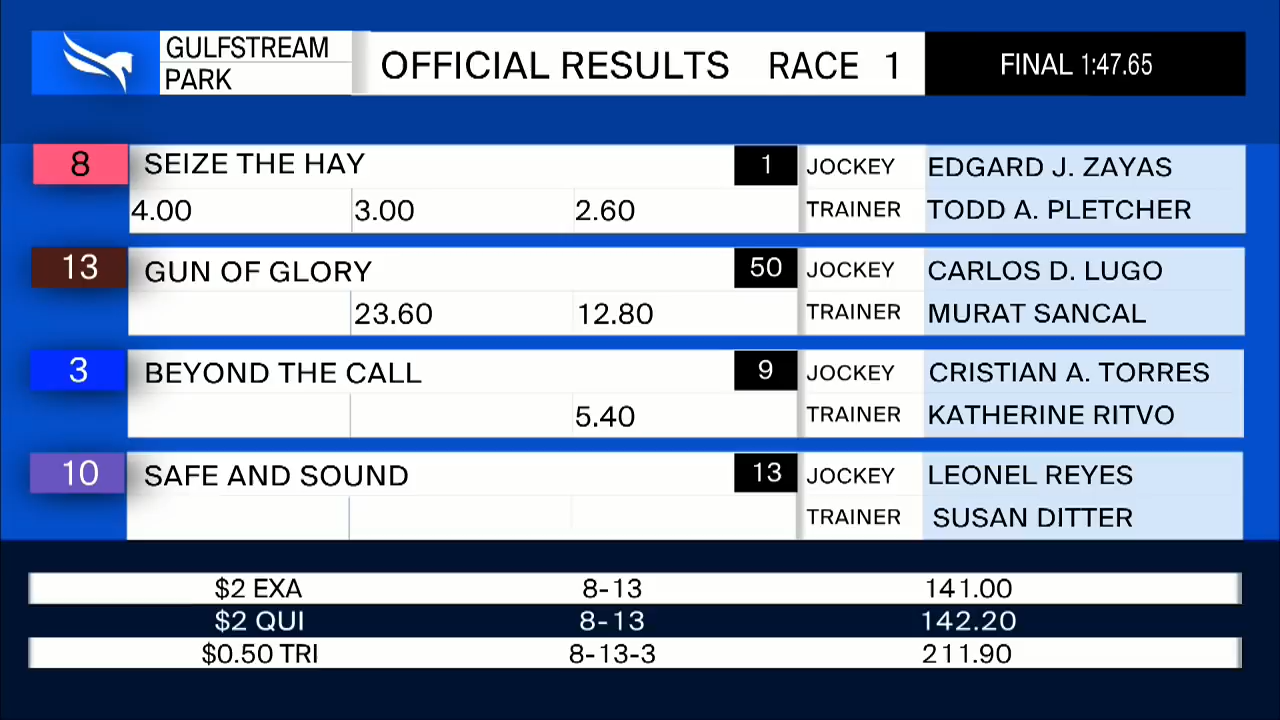 GULFSTREAM
PARK
OFFICIAL RESULTS RACE 1
FINAL 1:47.65
8 SEIZE THE HAY 1 JOCKEY EDGARD J. ZAYAS
4.00 3.00 2.60 TRAINER TODD A. PLETCHER
13 GUN OF GLORY 50 JOCKEY CARLOS D. LUGO
23.60 12.80 TRAINER MURAT SANCAL
3 BEYOND THE CALL 9 JOCKEY CRISTIAN A. TORRES
5.40 TRAINER KATHERINE RITVO
10 SAFE AND SOUND 13 JOCKEY LEONEL REYES
TRAINER SUSAN DITTER
$2 EXA 8-13 141.00
$2 QUI 8-13 142.20
$0.50 TRI 8-13-3 211.90